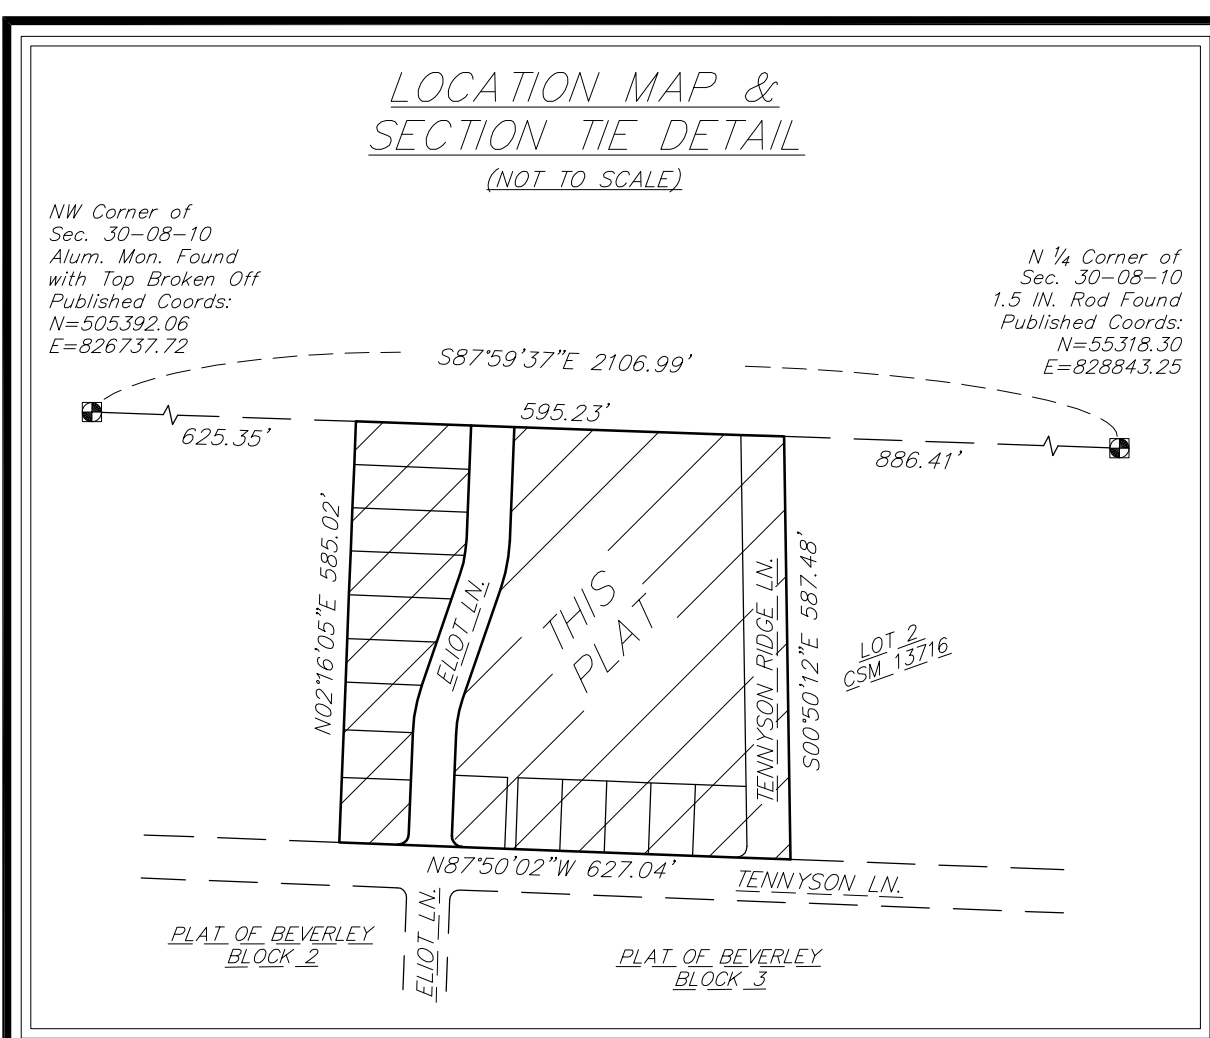 LOCATION MAP &
SECTION TIE DETAIL
(NOT TO SCALE)
NW Corner of
Sec. 30-08-10
Alum. Mon. Found
with Top Broken Off
Published Coords:
N=505392.06
E=826737.72
N 1/4 Corner of
Sec. 30-08-10
1.5 IN. Rod Found
Published Coords:
N=55318.30
E=828843.25
S87°59'37"E 2106.99'
595.23'
625.35'
886.41'
N02°16'05"E 585.02'
ELIOT LN.
THIS
PLAT
TENNYSON RIDGE LN.
S00°50'12"E 587.48'
LOT 2
CSM 13716
N87°50'02"W 627.04'
TENNYSON LN.
ELIOT LN.
PLAT OF BEVERLEY
BLOCK 2
PLAT OF BEVERLEY
BLOCK 3